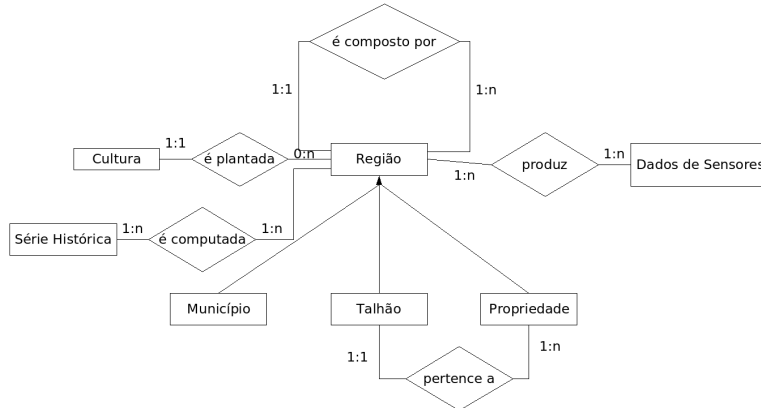 é composto por
1:1
1:n
1:1
Cultura
é plantada
0:n
Região
1:n
produz
1:n
Dados de Sensores
Série Histórica
1:n
é computada
1:n
Município
Talhão
Propriedade
1:1
1:n
pertence a